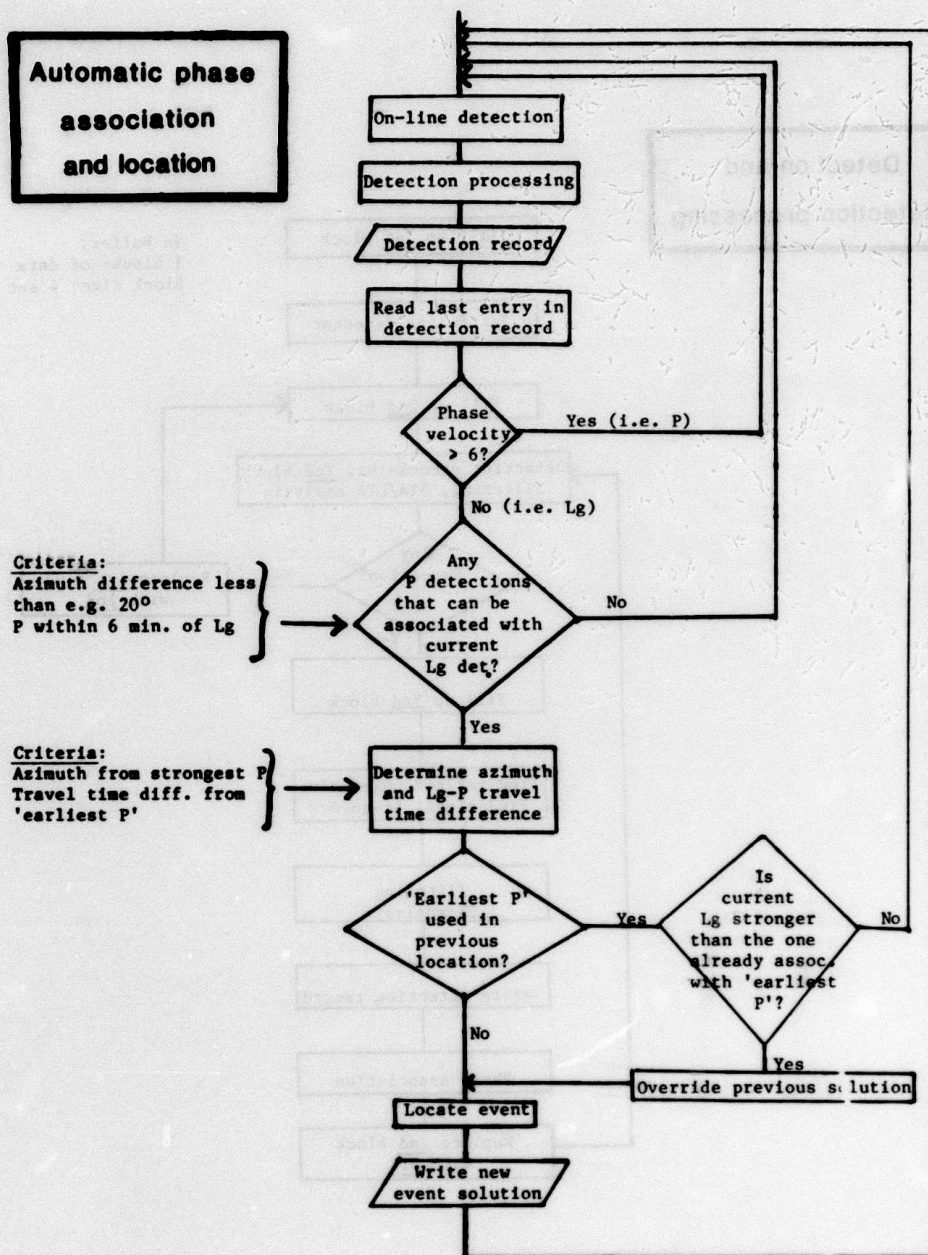 Automatic phase
association
and location
On-line detection
Detection processing
Detection record
Read last entry in
detection record
Phase
velocity
> 6?
Yes (i.e. P)
No (i.e. Lg)
Criteria:
Azimuth difference less
than e.g. 20°
P within 6 min. of Lg
Any
P detections
that can be
associated with
current
Lg det.?
No
Yes
Criteria:
Azimuth from strongest P
Travel time diff. from
'earliest P'
Determine azimuth
and Lg-P travel
time difference
'Earliest P'
used in
previous
location?
Yes
Is
current
Lg stronger
than the one
already assoc.
with 'earliest
P'?
No
No
Yes
Override previous solution
Locate event
Write new
event solution